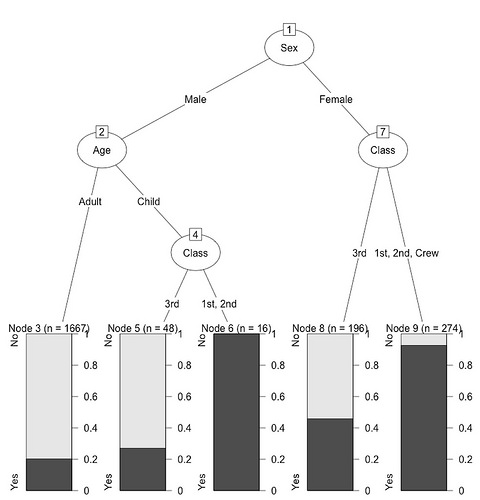 1
Sex
Male
Female
2
Age
7
Class
Adult
Child
4
Class
3rd
1st, 2nd, Crew
3rd
1st, 2nd
Node 3 (n = 1667)
Node 5 (n = 48)
Node 6 (n = 16)
Node 8 (n = 196)
Node 9 (n = 274)
No
Yes
1
0.8
0.6
0.4
0.2
0
No
Yes
1
0.8
0.6
0.4
0.2
0
No
Yes
1
0.8
0.6
0.4
0.2
0
No
Yes
1
0.8
0.6
0.4
0.2
0
No
Yes
1
0.8
0.6
0.4
0.2
0